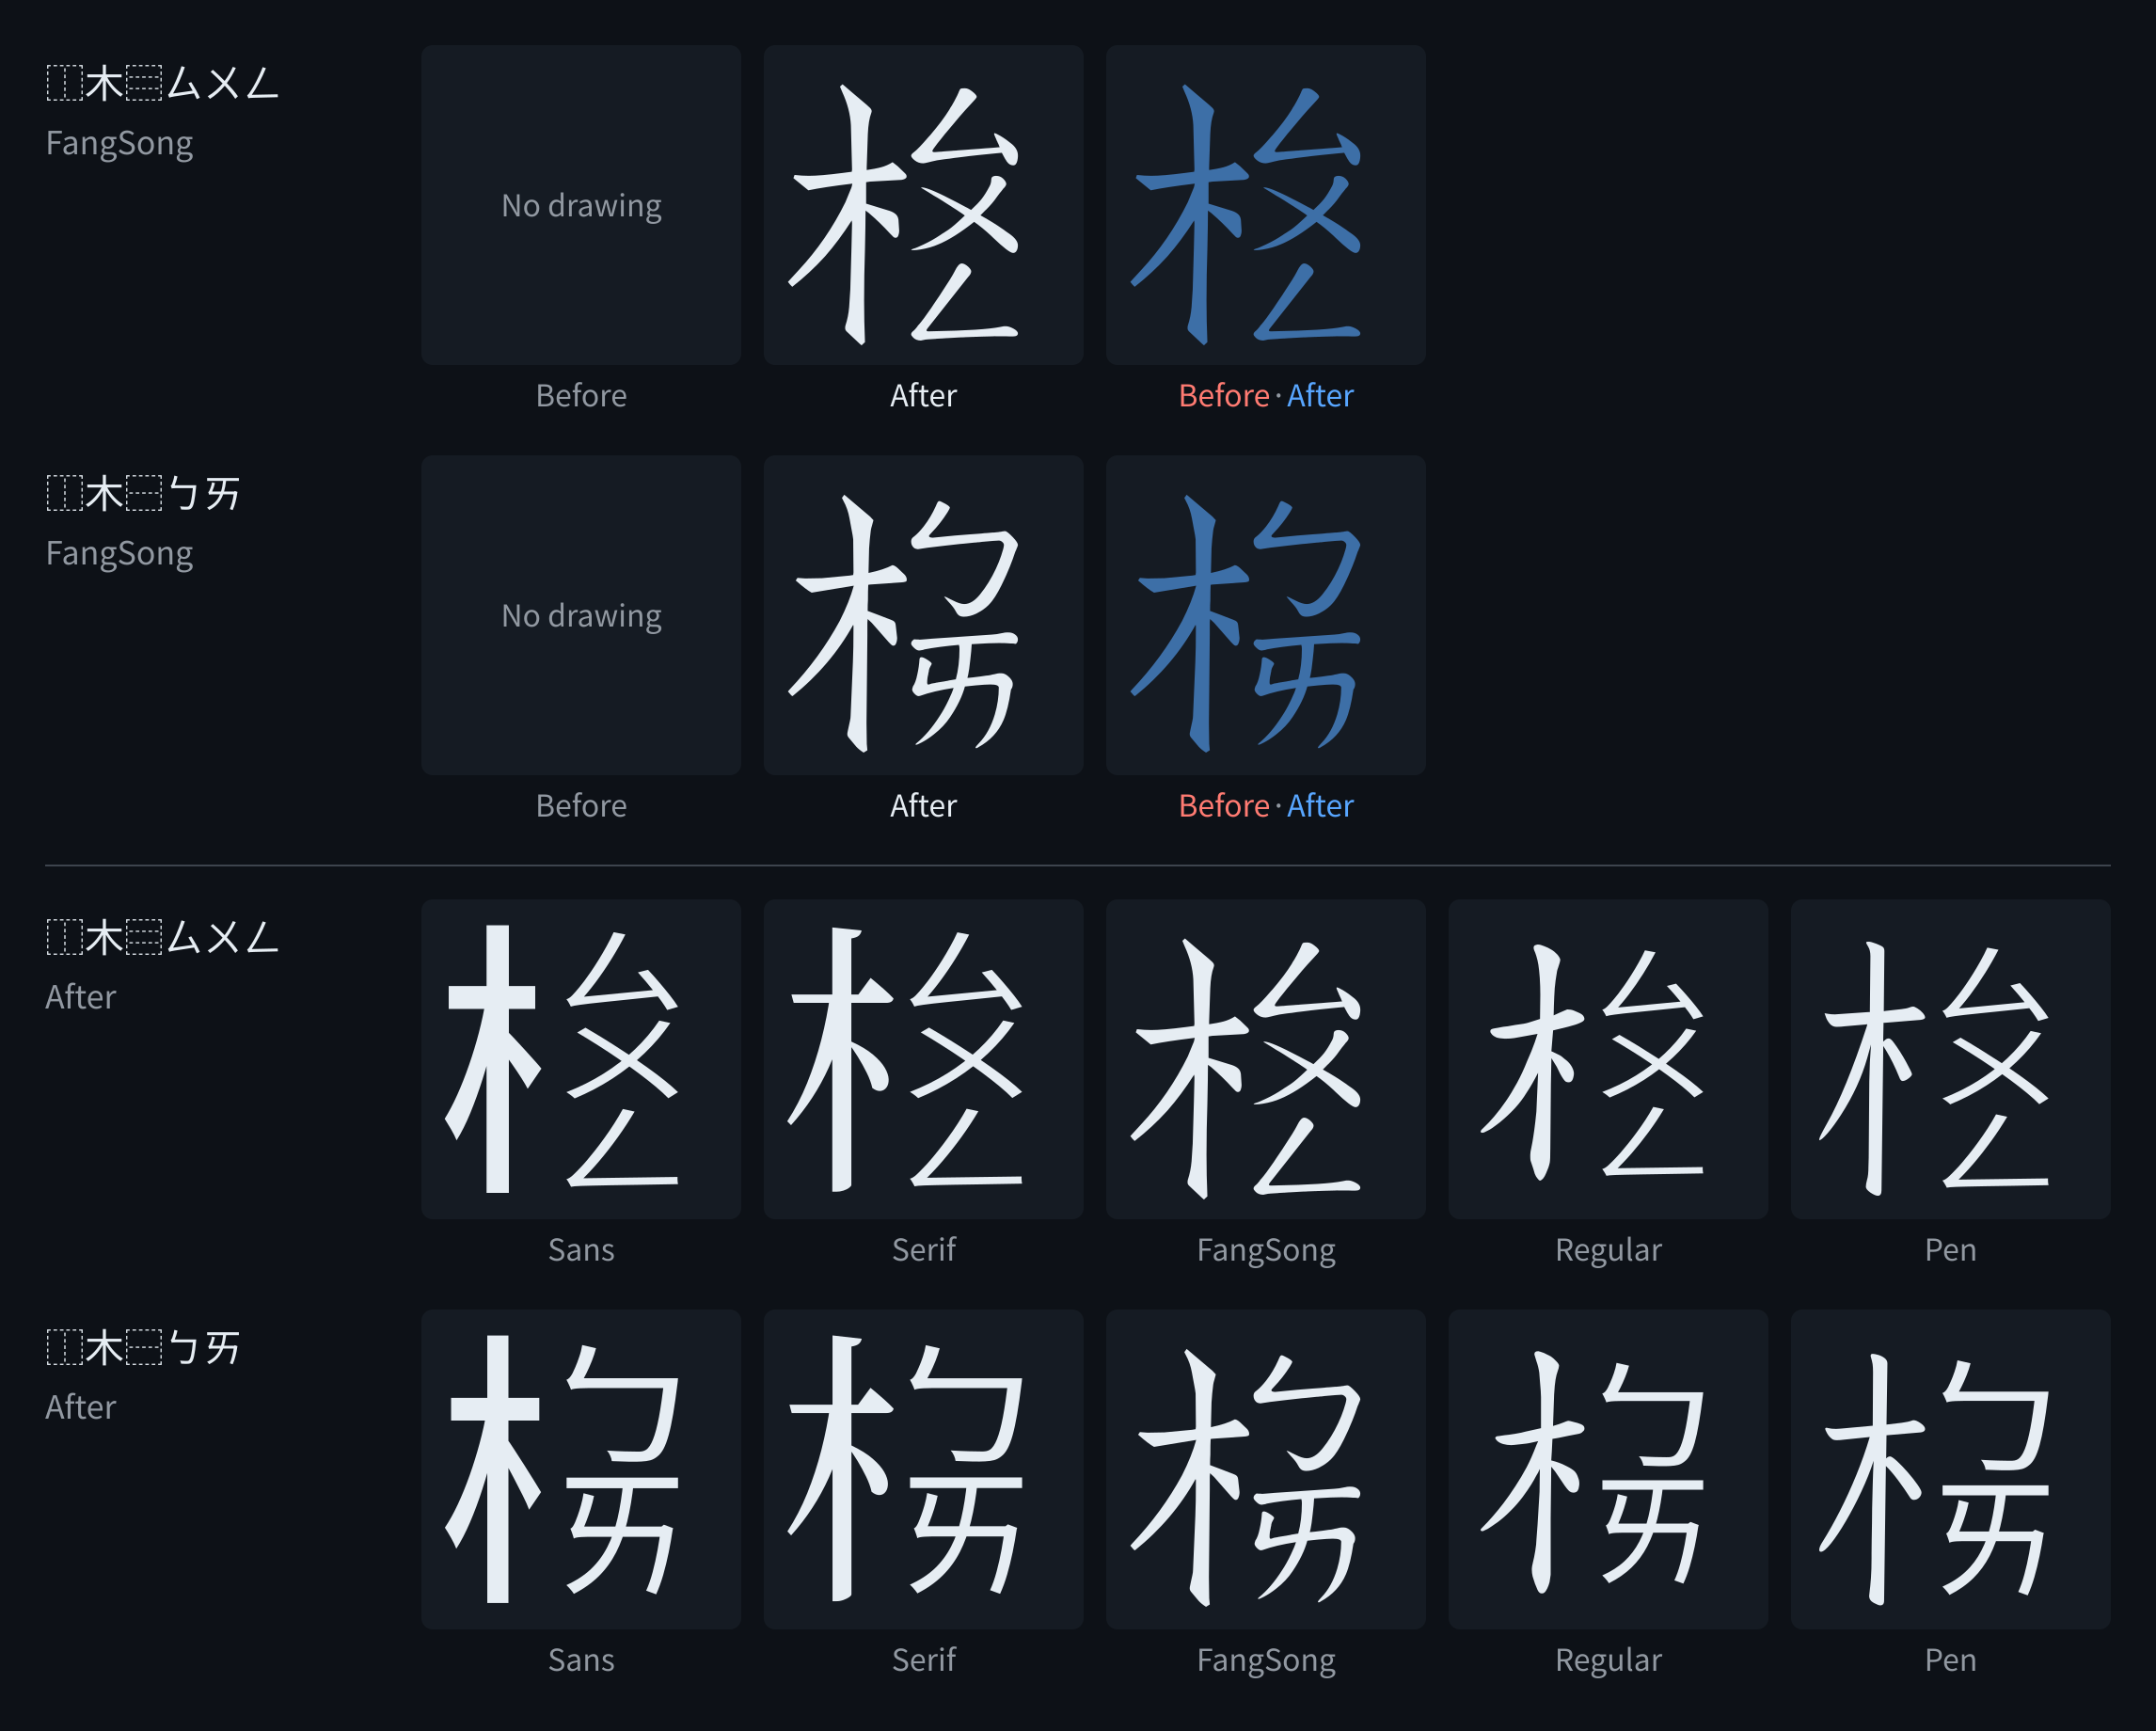 ⿰木⿳ㄙㄨㄥ
FangSong
No drawing
Before
After
Before · After
⿰木⿱ㄅㄞ
FangSong
No drawing
Before
After
Before · After
⿰木⿳ㄙㄨㄥ
After
Sans
Serif
FangSong
Regular
Pen
⿰木⿱ㄅㄞ
After
Sans
Serif
FangSong
Regular
Pen